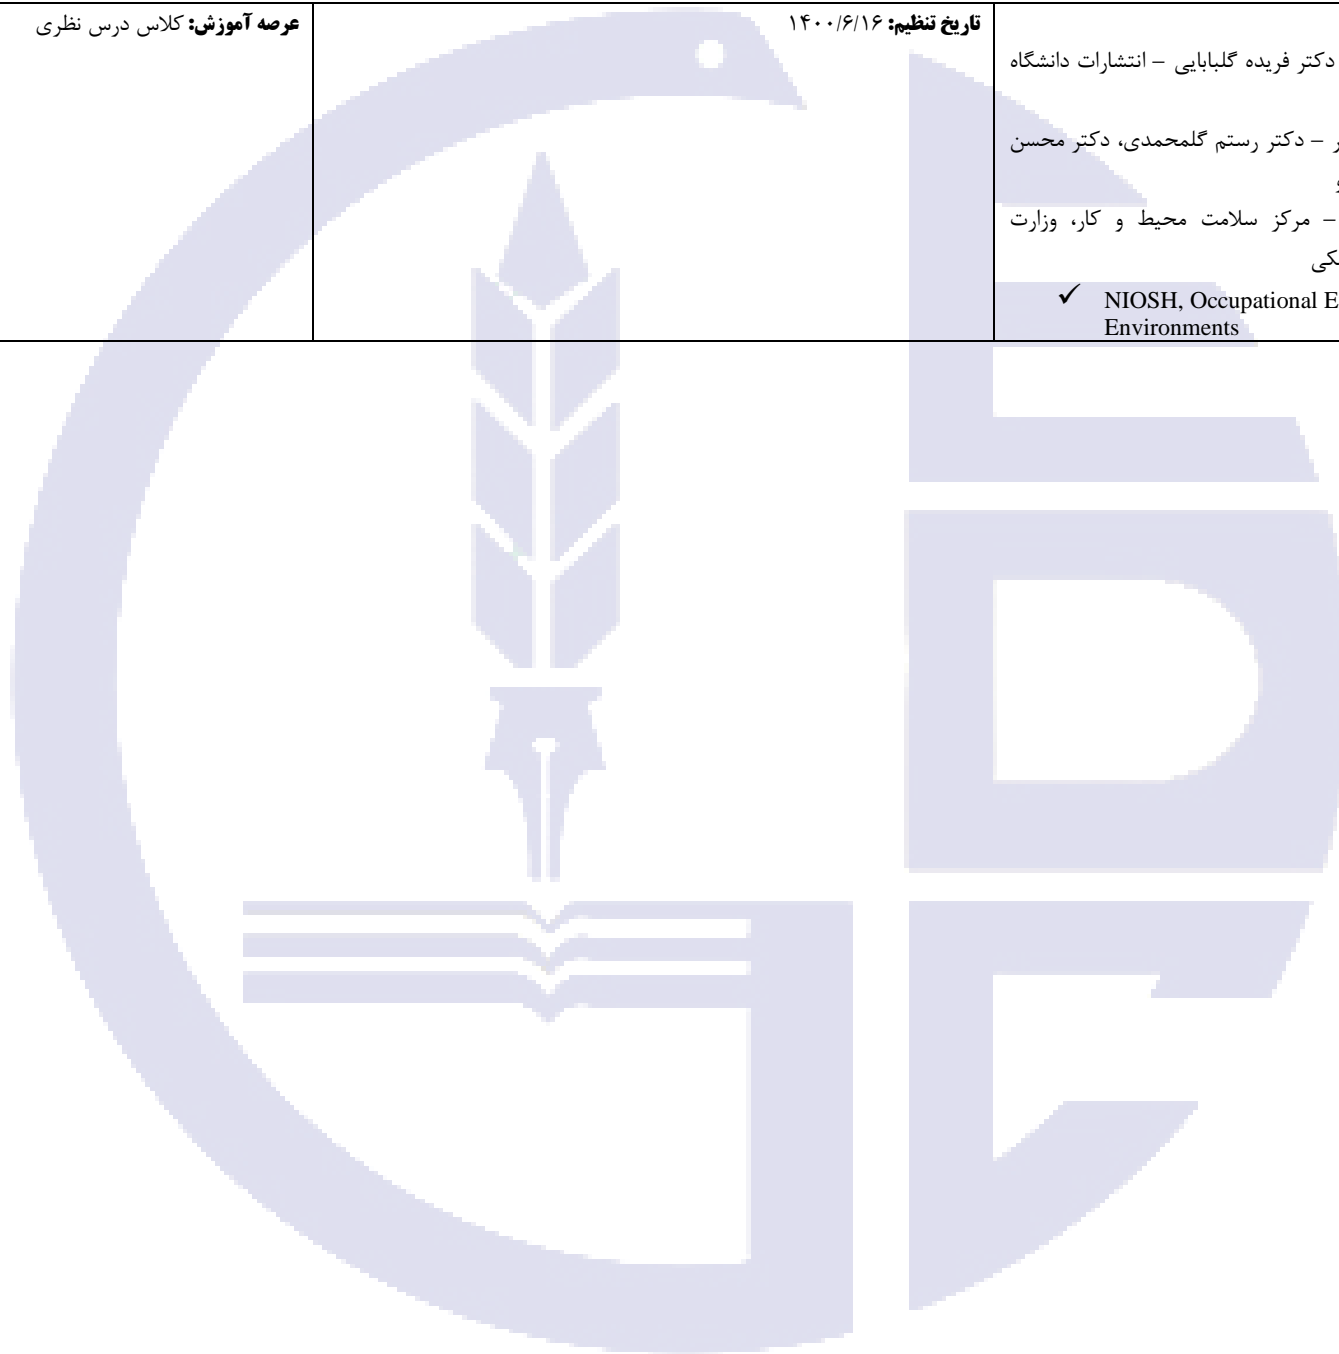 دکتر فریده گلبابایی – انتشارات دانشگاه
– دکتر رستم گلمحمدی، دکتر محسن
– مرکز سلامت محیط و کار، وزارت
✓ NIOSH, Occupational E
Environments
تاریخ تنظیم: ۱۴۰۰/۶/۱۶
عرصه آموزش: کلاس درس نظری